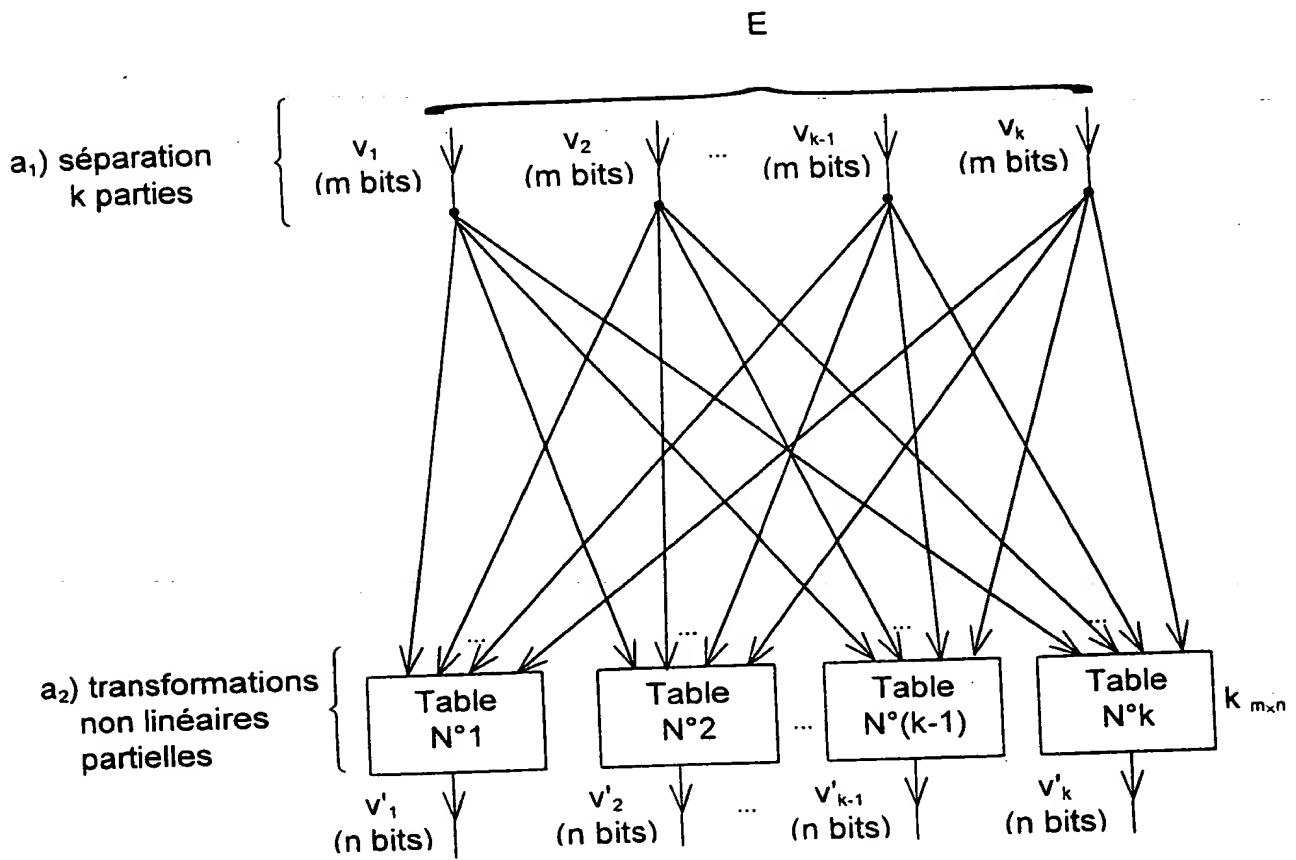 E
a₁) séparation
k parties
v₁
(m bits)
v₂
(m bits)
...
vₖ₋₁
(m bits)
vₖ
(m bits)
...
...
...
...
a₂) transformations
non linéaires
partielles
Table
N°1
Table
N°2
...
Table
N°(k-1)
Table
N°k
k m×n
v'₁
(n bits)
v'₂
(n bits)
...
v'ₖ₋₁
(n bits)
v'ₖ
(n bits)